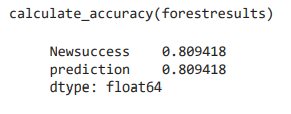 calculate_accuracy(forestresults)
Newsuccess    0.809418
prediction    0.809418
dtype: float64